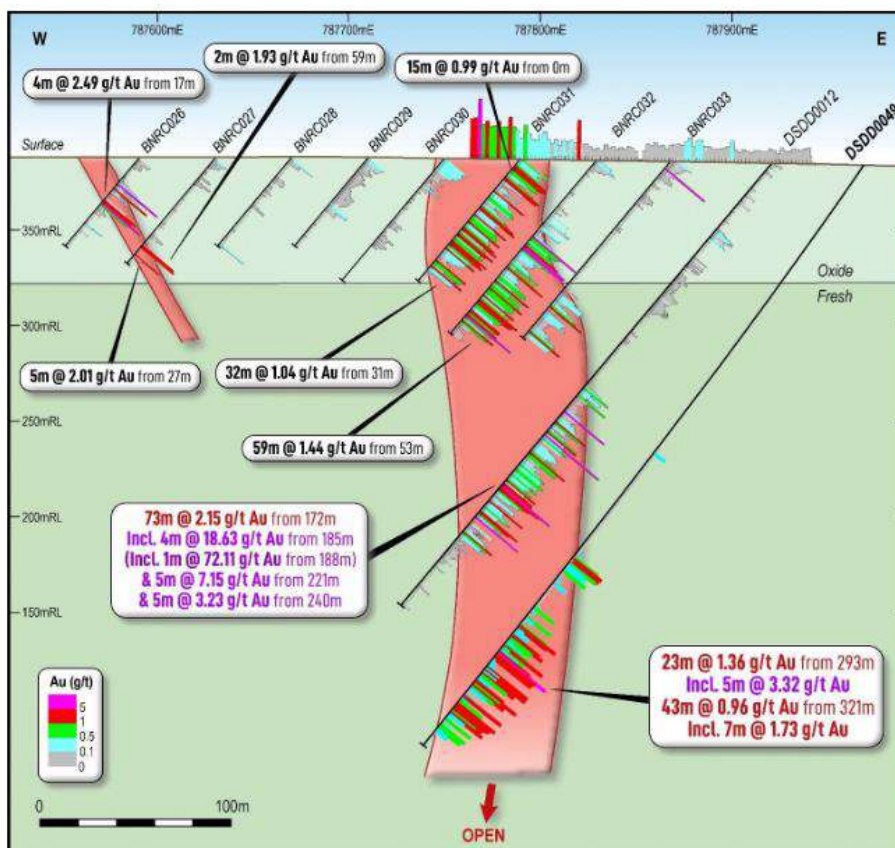 787600mE
787700mE
787800mE
787900mE
W
E
2m @ 1.93 g/t Au from 59m
4m @ 2.49 g/t Au from 17m
15m @ 0.99 g/t Au from 0m
BNRC026
BNRC027
BNRC028
BNRC029
BNRC030
BNRC031
BNRC032
BNRC033
DSDD0012
Surface
350mRL
Oxide
Fresh
300mRL
5m @ 2.01 g/t Au from 27m
32m @ 1.04 g/t Au from 31m
250mRL
59m @ 1.44 g/t Au from 53m
200mRL
73m @ 2.15 g/t Au from 172m
Incl. 4m @ 18.63 g/t Au from 185m
(Incl. 1m @ 72.11 g/t Au from 188m)
& 5m @ 7.15 g/t Au from 221m
& 5m @ 3.23 g/t Au from 240m
150mRL
23m @ 1.36 g/t Au from 293m
Incl. 5m @ 3.32 g/t Au
43m @ 0.96 g/t Au from 321m
Incl. 7m @ 1.73 g/t Au
Au (g/t)
5
1
0.5
0.1
0
0
100m
OPEN